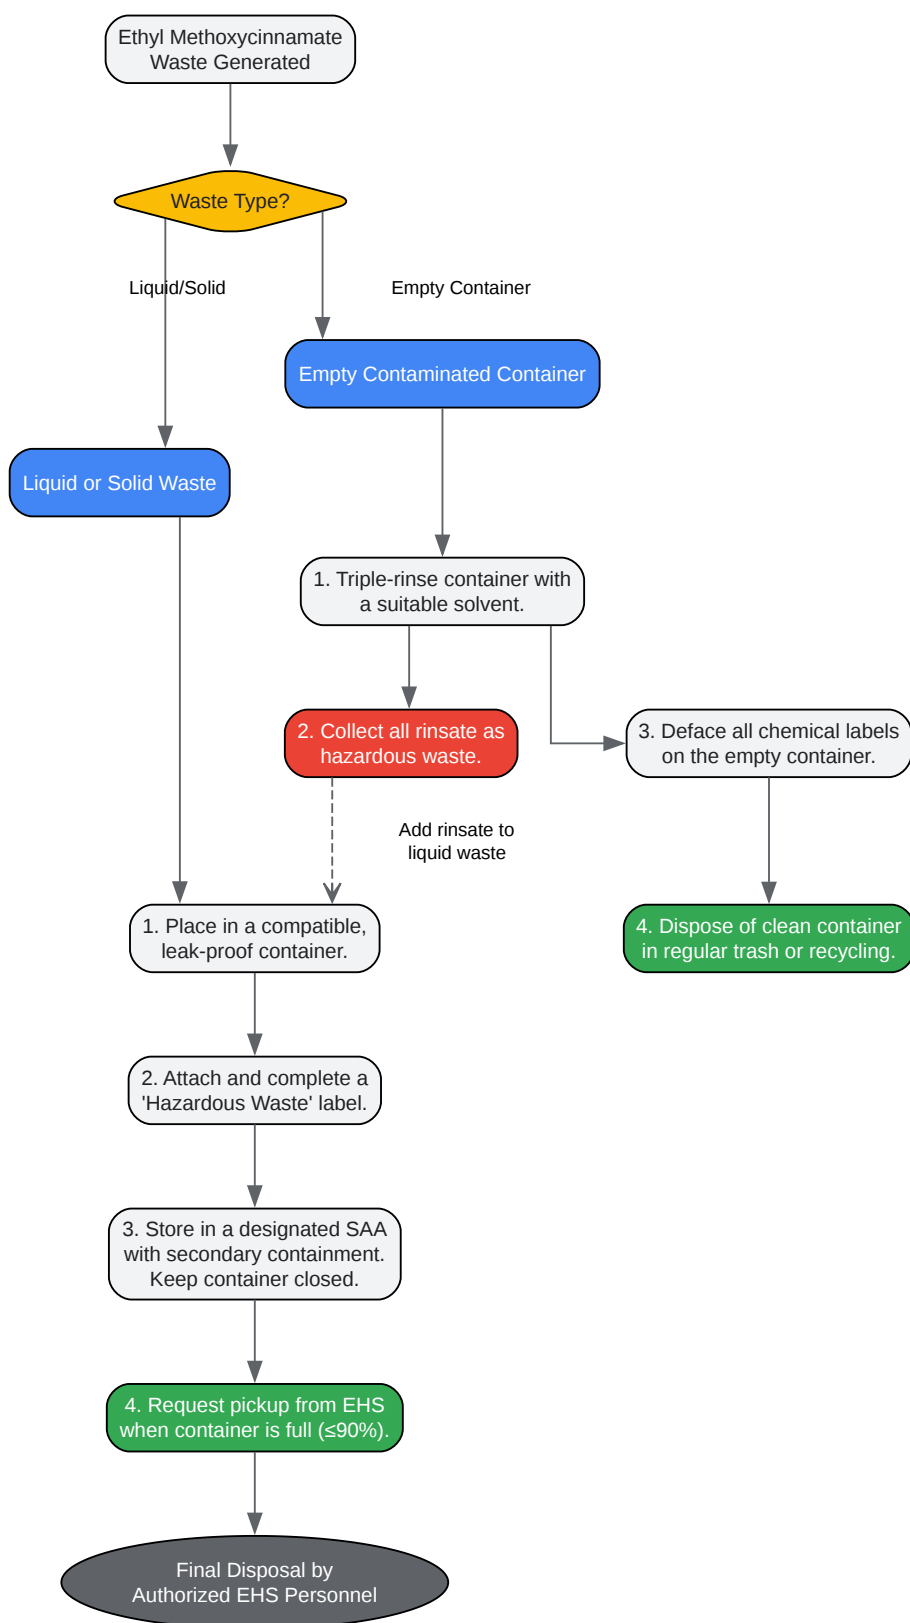 Ethyl Methoxycinnamate
Waste Generated
Waste Type?
Liquid/Solid
Empty Container
Empty Contaminated Container
Liquid or Solid Waste
1. Triple-rinse container with
a suitable solvent.
2. Collect all rinsate as
hazardous waste.
3. Deface all chemical labels
on the empty container.
Add rinsate to
liquid waste
1. Place in a compatible,
leak-proof container.
4. Dispose of clean container
in regular trash or recycling.
2. Attach and complete a
'Hazardous Waste' label.
3. Store in a designated SAA
with secondary containment.
Keep container closed.
4. Request pickup from EHS
when container is full (≤90%).
Final Disposal by
Authorized EHS Personnel